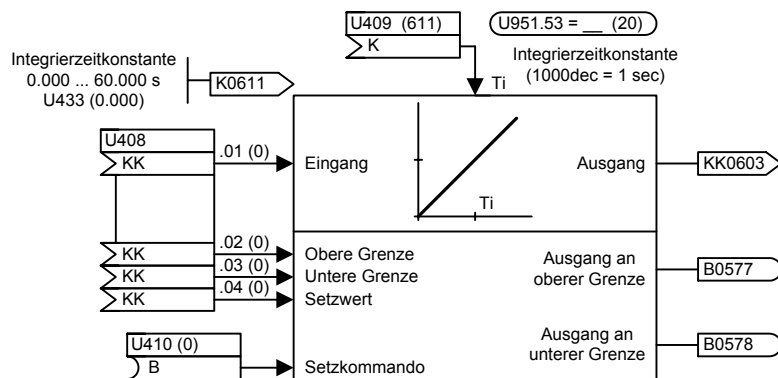 U409 (611)
K
U951.53 = __ (20)
Integrierzeitkonstante
(1000dec = 1 sec)
Integrierzeitkonstante
0.000 ... 60.000 s
U433 (0.000)
K0611
Ti
U408
KK
.01 (0)
Eingang
Ti
Ausgang
KK0603
KK
.02 (0)
Obere Grenze
KK
.03 (0)
Untere Grenze
KK
.04 (0)
Setzwert
Ausgang an
oberer Grenze
B0577
Ausgang an
unterer Grenze
B0578
U410 (0)
B
Setzkommando